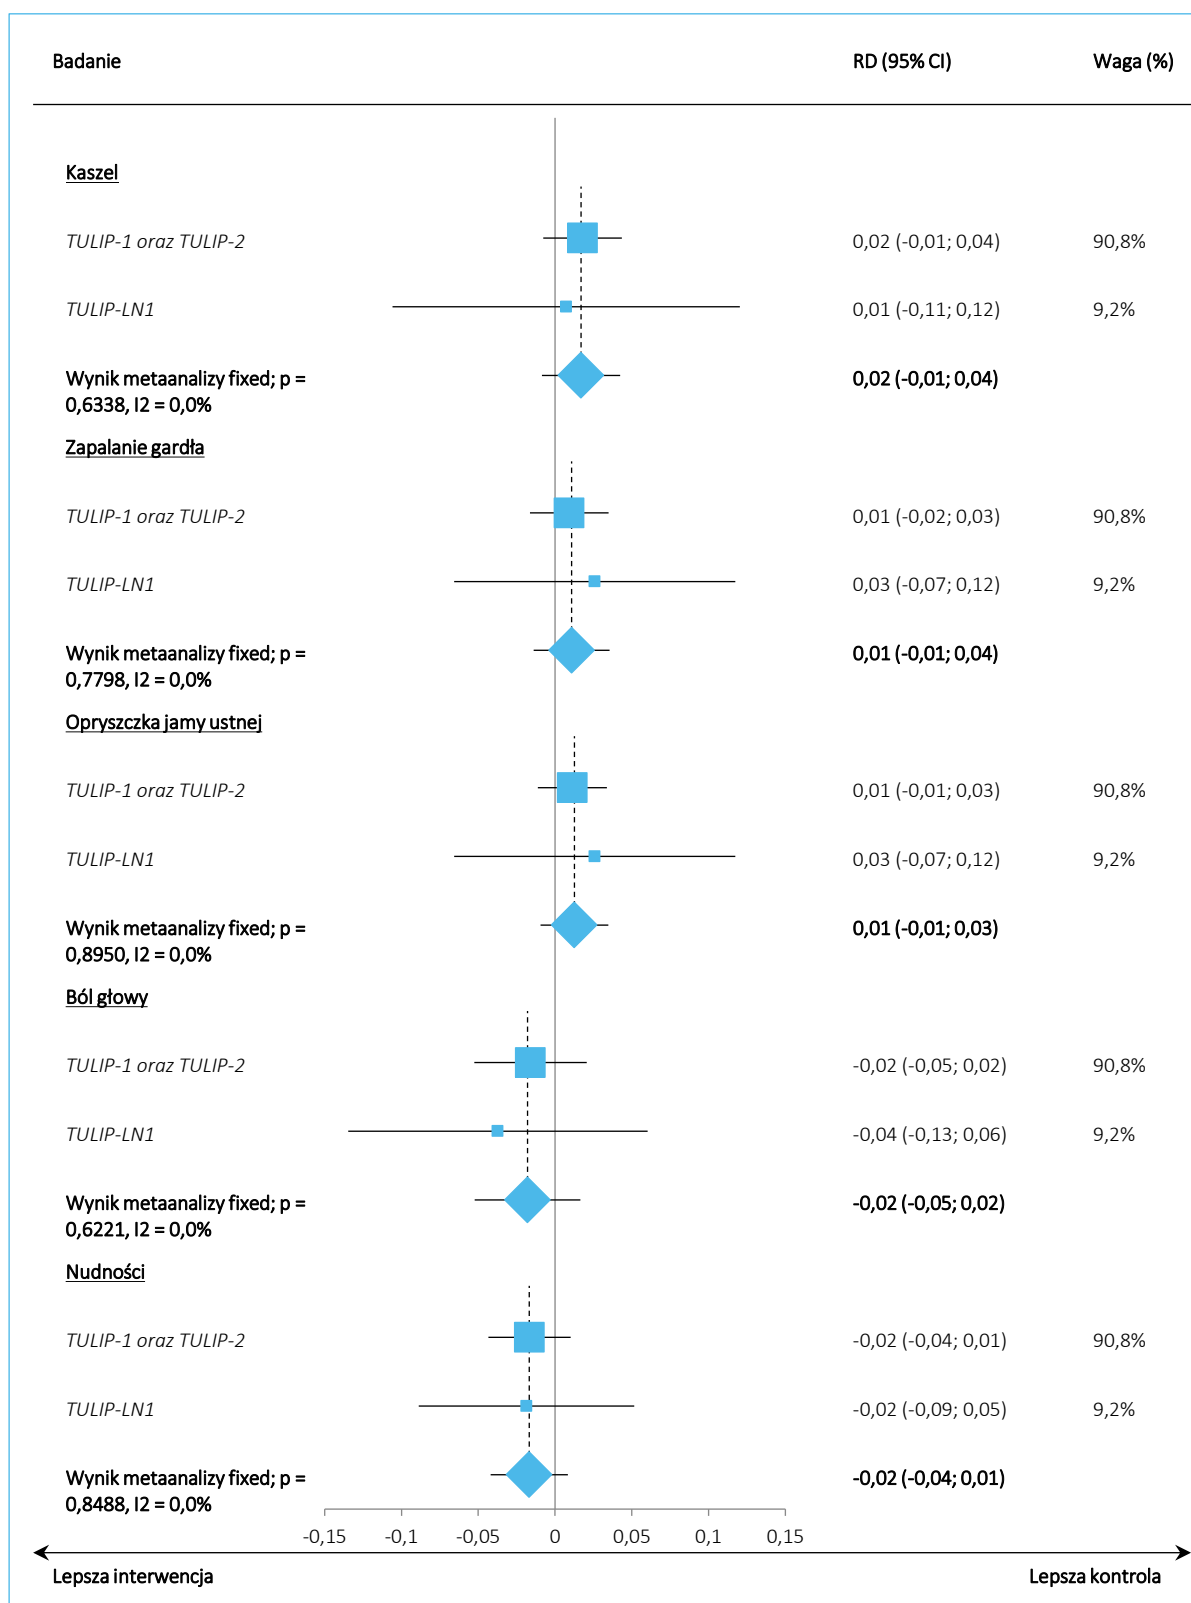 Badanie RD (95% CI) Waga (%)
Kaszel
TULIP-1 oraz TULIP-2 0,02 (-0,01; 0,04) 90,8%
TULIP-LN1 0,01 (-0,11; 0,12) 9,2%
Wynik metaanalizy fixed; p = 0,02 (-0,01; 0,04)
0,6338, I2 = 0,0%
Zapalanie gardła
TULIP-1 oraz TULIP-2 0,01 (-0,02; 0,03) 90,8%
TULIP-LN1 0,03 (-0,07; 0,12) 9,2%
Wynik metaanalizy fixed; p = 0,01 (-0,01; 0,04)
0,7798, I2 = 0,0%
Opryszczka jamy ustnej
TULIP-1 oraz TULIP-2 0,01 (-0,01; 0,03) 90,8%
TULIP-LN1 0,03 (-0,07; 0,12) 9,2%
Wynik metaanalizy fixed; p = 0,01 (-0,01; 0,03)
0,8950, I2 = 0,0%
Ból głowy
TULIP-1 oraz TULIP-2 -0,02 (-0,05; 0,02) 90,8%
TULIP-LN1 -0,04 (-0,13; 0,06) 9,2%
Wynik metaanalizy fixed; p = -0,02 (-0,05; 0,02)
0,6221, I2 = 0,0%
Nudności
TULIP-1 oraz TULIP-2 -0,02 (-0,04; 0,01) 90,8%
TULIP-LN1 -0,02 (-0,09; 0,05) 9,2%
Wynik metaanalizy fixed; p = -0,02 (-0,04; 0,01)
0,8488, I2 = 0,0%
-0,15 -0,1 -0,05 0 0,05 0,1 0,15
Lepsza interwencja Lepsza kontrola